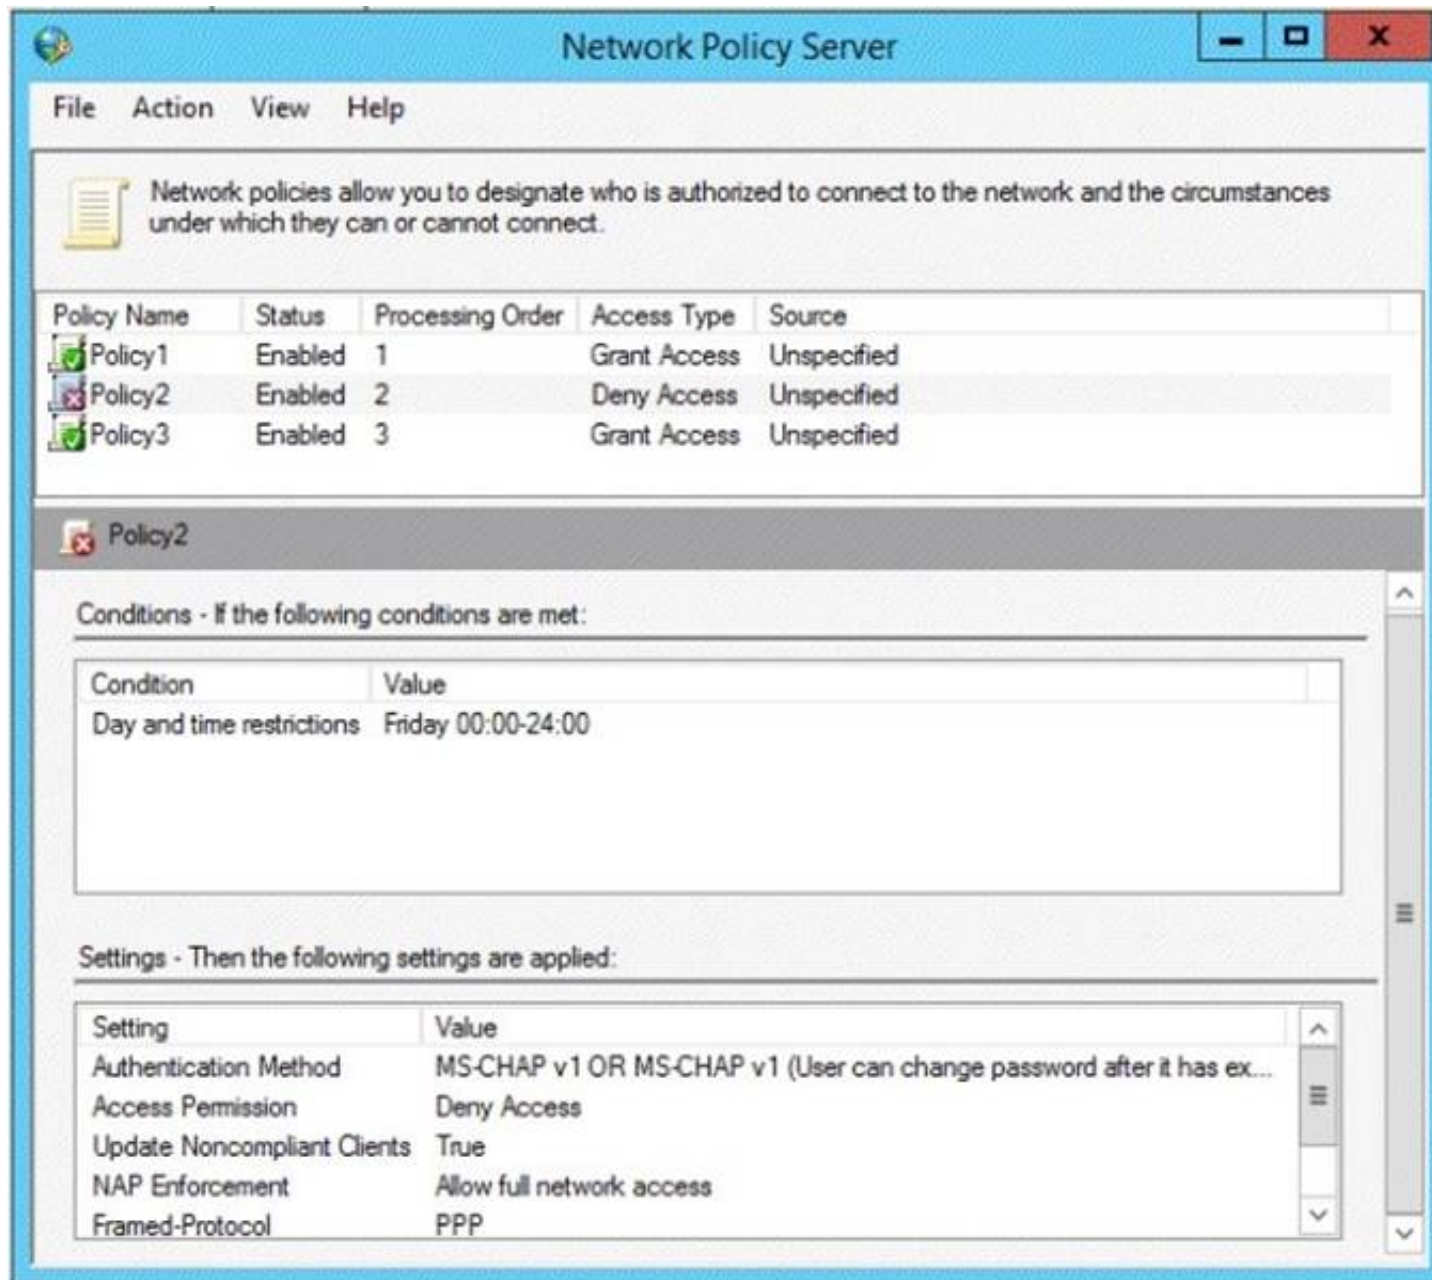 Network Policy Server
File Action View Help
Network policies allow you to designate who is authorized to connect to the network and the circumstances
under which they can or cannot connect.
Policy Name Status Processing Order Access Type Source
Policy1 Enabled 1 Grant Access Unspecified
Policy2 Enabled 2 Deny Access Unspecified
Policy3 Enabled 3 Grant Access Unspecified
Policy2
Conditions - If the following conditions are met:
Condition Value
Day and time restrictions Friday 00:00-24:00
Settings - Then the following settings are applied:
Setting Value
Authentication Method MS-CHAP v1 OR MS-CHAP v1 (User can change password after it has ex...
Access Permission Deny Access
Update Noncompliant Clients True
NAP Enforcement Allow full network access
Framed-Protocol PPP